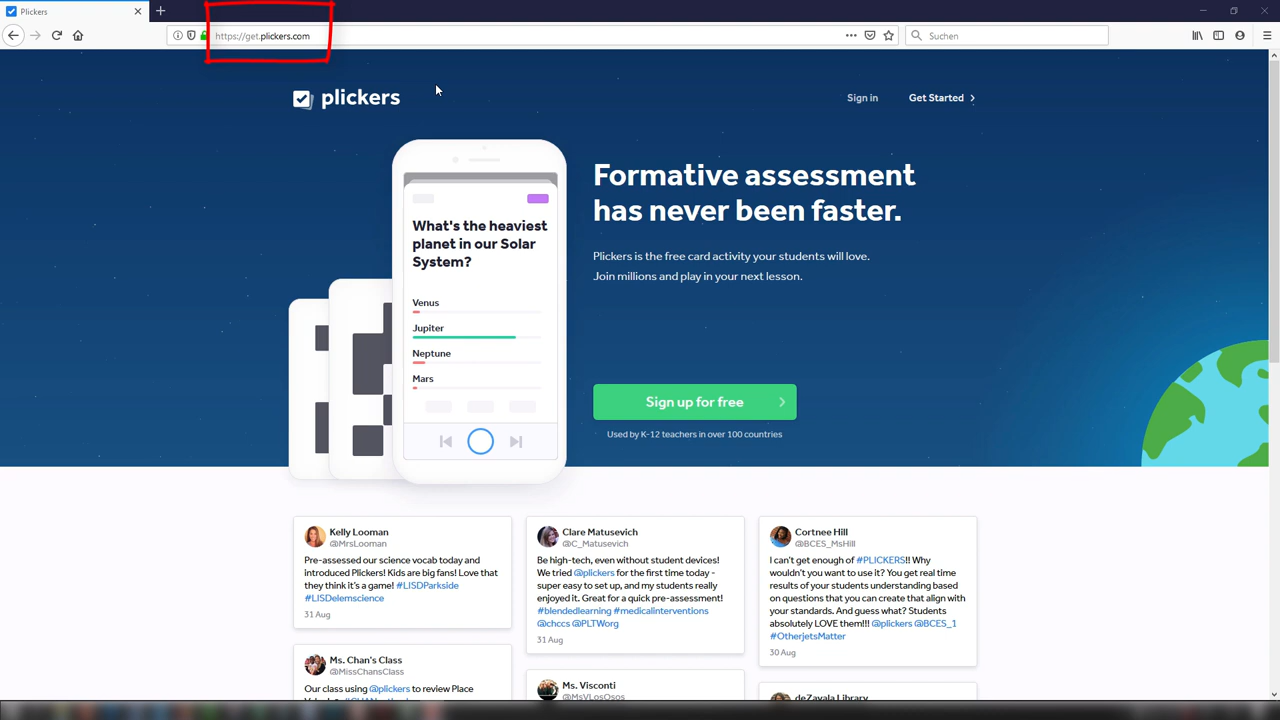 Plickers
https://get.plickers.com
Suchen
plickers
Sign in
Get Started
What's the heaviest
planet in our Solar
System?
Venus
Jupiter
Neptune
Mars
Formative assessment
has never been faster.
Plickers is the free card activity your students will love.
Join millions and play in your next lesson.
Sign up for free
Used by K-12 teachers in over 100 countries
Kelly Looman
@MrsLooman
Pre-assessed our science vocab today and
introduced Plickers! Kids are big fans! Love that
they think it's a game! #LISDParkside
#LISDelemscience
31 Aug
Clare Matusevich
@C_Matusevich
Be high-tech, even without student devices!
We tried @plickers for the first time today -
super easy to set up, and my students really
enjoyed it. Great for a quick pre-assessment!
#blendedlearning #medicalinterventions
@chccs @PLTWorg
31 Aug
Cortnee Hill
@BCES_MsHill
I can't get enough of #PLICKERS!! Why
wouldn't you want to use it? You get real time
results of your students understanding based
on questions that you can create that align with
your standards. And guess what? Students
absolutely LOVE them!!! @plickers @BCES_1
#OtherjetsMatter
30 Aug
Ms. Chan's Class
@MissChansClass
Our class using @plickers to review Place
Ms. Visconti
@MsVLosOsos
deZavala Library